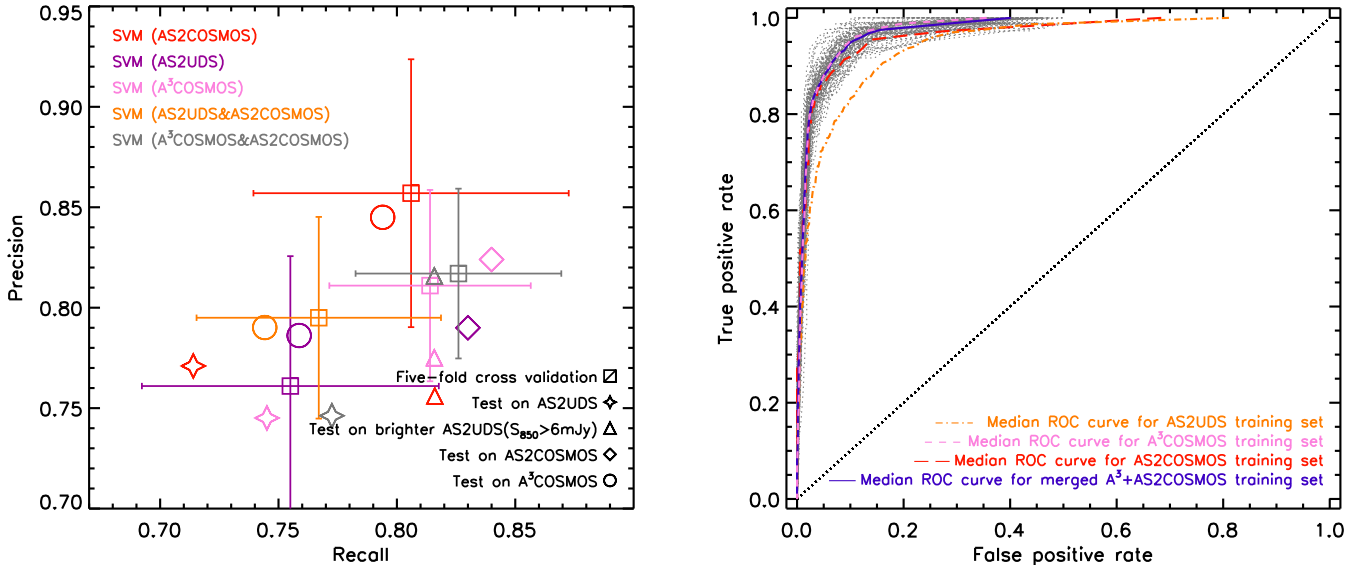 SVM (AS2COSMOS)
SVM (AS2UDS)
SVM (A³COSMOS)
SVM (AS2UDS&AS2COSMOS)
SVM (A³COSMOS&AS2COSMOS)
Five-fold cross validation
Test on AS2UDS
Test on brighter AS2UDS(S₈₅₀>6mJy)
Test on AS2COSMOS
Test on A³COSMOS
0.95
0.90
0.85
0.80
0.75
0.70
Precision
0.70
0.75
0.80
0.85
Recall
1.0
0.8
0.6
0.4
0.2
0.0
True positive rate
Median ROC curve for AS2UDS training set
Median ROC curve for A³COSMOS training set
Median ROC curve for AS2COSMOS training set
Median ROC curve for merged A³+AS2COSMOS training set
0.0
0.2
0.4
0.6
0.8
1.0
False positive rate